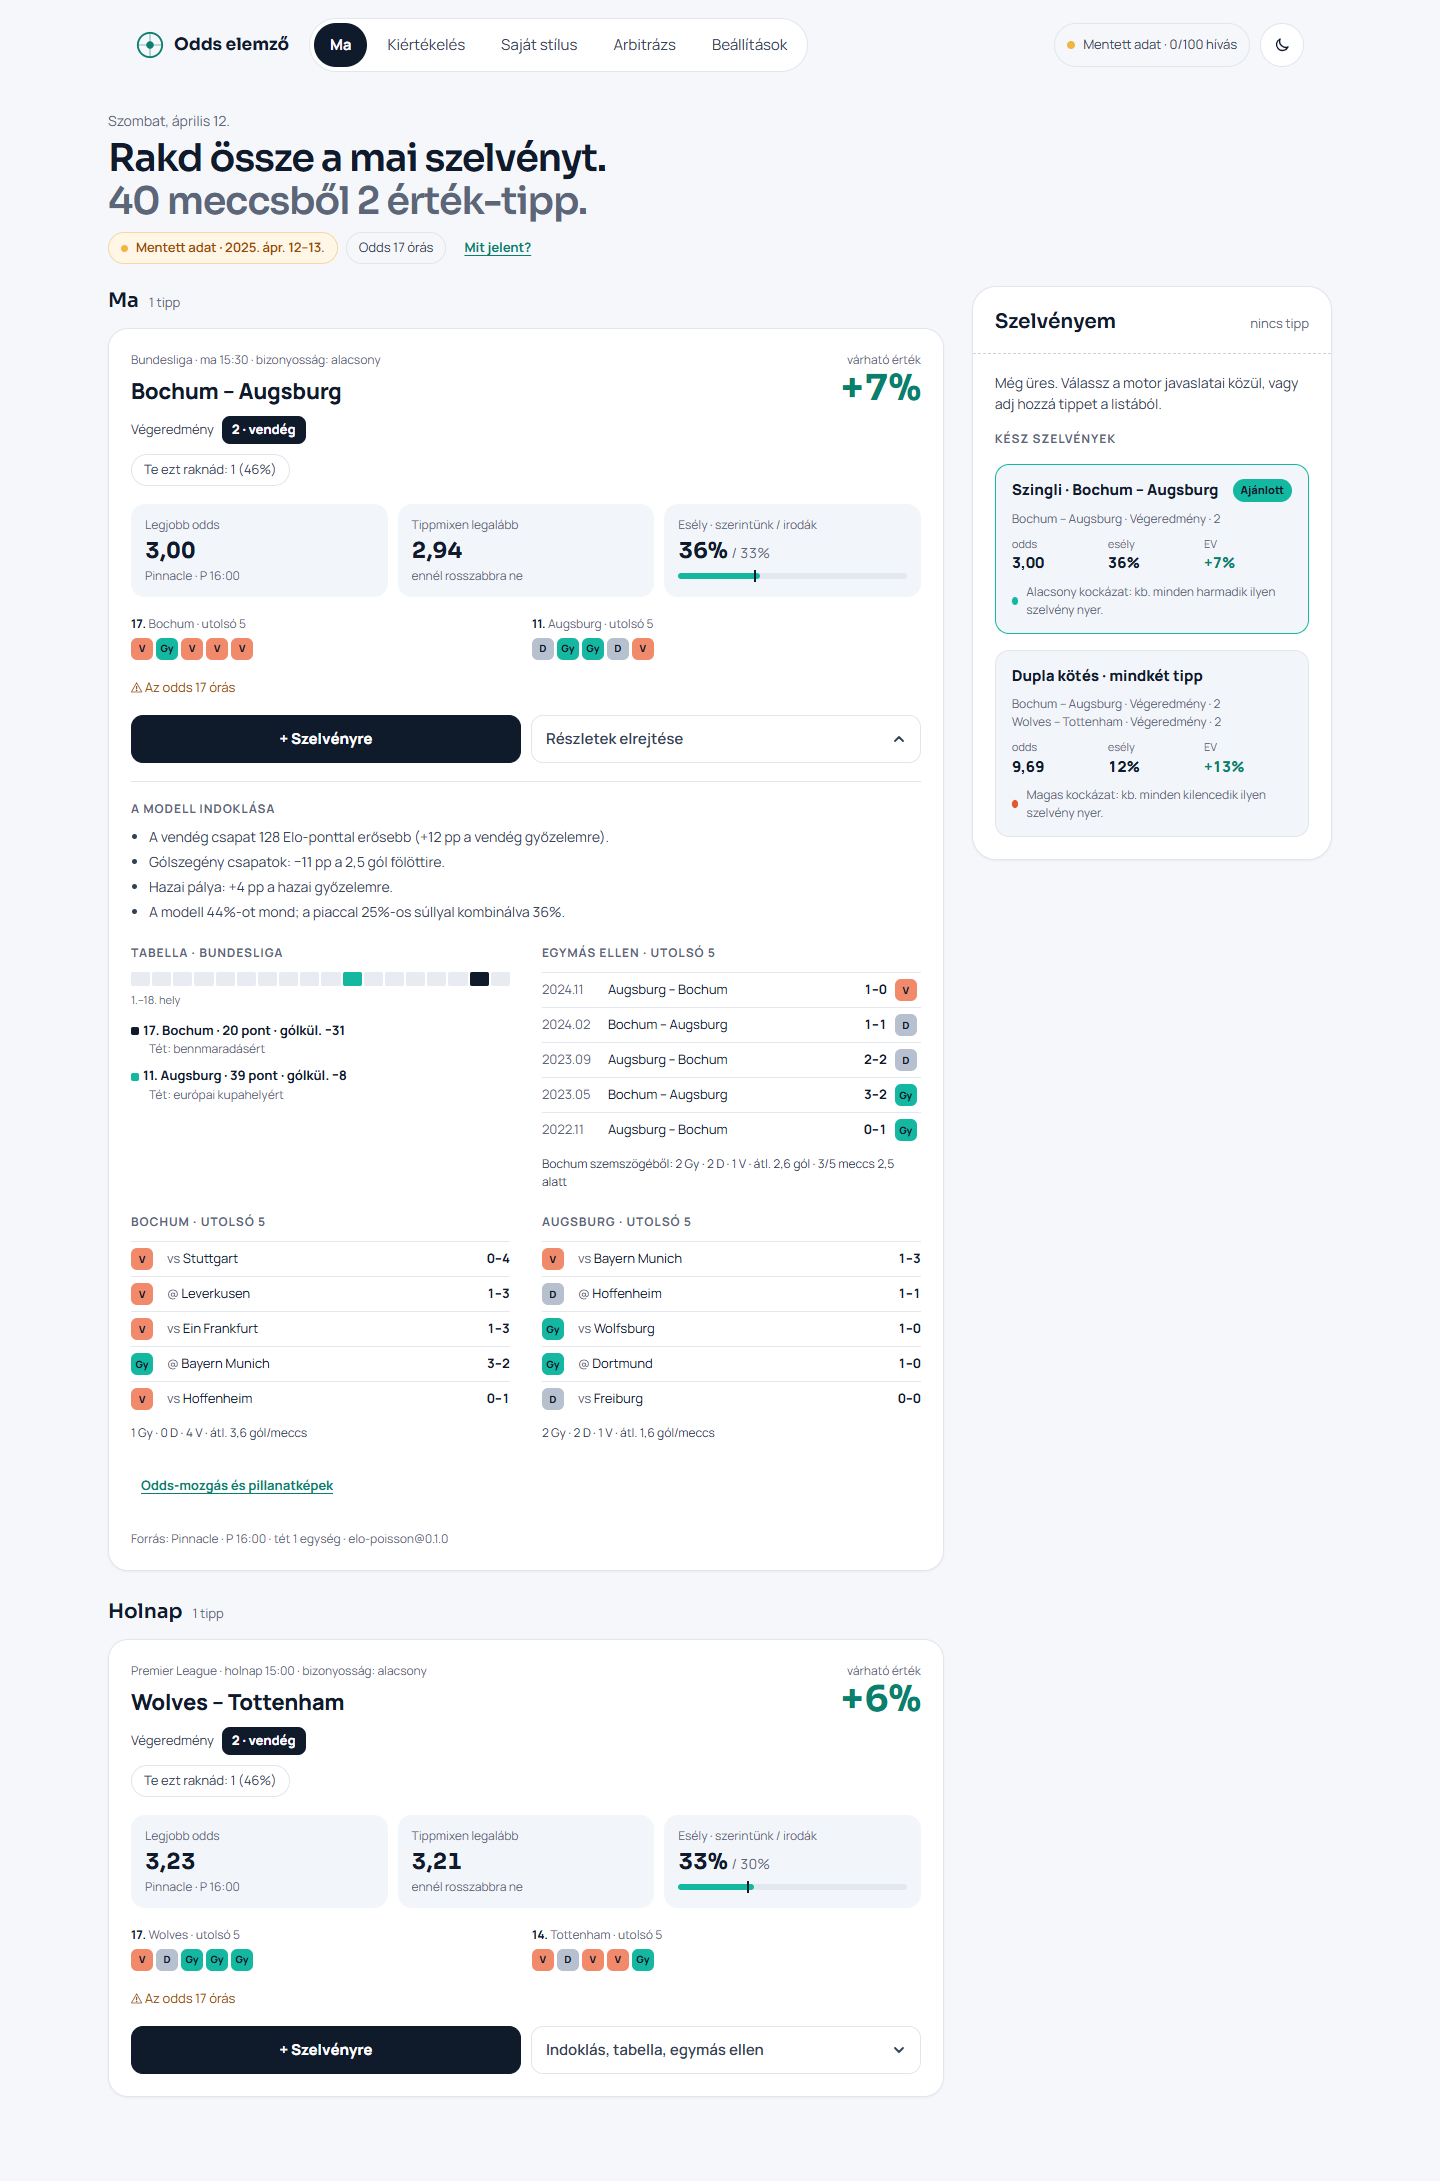 Odds elemző
Ma
Kiértékelés
Saját stílus
Arbitrázs
Beállítások
Mentett adat · 0/100 hívás
Szombat, április 12.
Rakd össze a mai szelvényt.
40 meccsből 2 érték-tipp.
Mentett adat · 2025. ápr. 12–13.
Odds 17 órás
Mit jelent?
Ma 1 tipp
Bundesliga · ma 15:30 · bizonyosság: alacsony
Bochum – Augsburg
várható érték
+7%
Végeredmény 2 · vendég
Te ezt raknád: 1 (46%)
Legjobb odds
3,00
Pinnacle · P 16:00
Tippmixen legalább
2,94
ennél rosszabbra ne
Esély · szerintünk / irodák
36% / 33%
17. Bochum · utolsó 5
V Gy V V V
11. Augsburg · utolsó 5
D Gy Gy D V
⚠ Az odds 17 órás
+ Szelvényre
Részletek elrejtése
A MODELL INDOKLÁSA
• A vendég csapat 128 Elo-ponttal erősebb (+12 pp a vendég győzelemre).
• Gólszegény csapatok: −11 pp a 2,5 gól fölöttire.
• Hazai pálya: +4 pp a hazai győzelemre.
• A modell 44%-ot mond; a piaccal 25%-os súllyal kombinálva 36%.
TABELLA · BUNDESLIGA
1.–18. hely
17. Bochum · 20 pont · gólkül. −31
Tét: bennmaradásért
11. Augsburg · 39 pont · gólkül. −8
Tét: európai kupahelyért
EGYMÁS ELLEN · UTOLSÓ 5
2024.11 Augsburg – Bochum 1–0 V
2024.02 Bochum – Augsburg 1–1 D
2023.09 Augsburg – Bochum 2–2 D
2023.05 Bochum – Augsburg 3–2 Gy
2022.11 Augsburg – Bochum 0–1 Gy
Bochum szemszögéből: 2 Gy · 2 D · 1 V · átl. 2,6 gól · 3/5 meccs 2,5
alatt
BOCHUM · UTOLSÓ 5
V vs Stuttgart 0–4
V @ Leverkusen 1–3
V vs Ein Frankfurt 1–3
Gy @ Bayern Munich 3–2
V vs Hoffenheim 0–1
1 Gy · 0 D · 4 V · átl. 3,6 gól/meccs
AUGSBURG · UTOLSÓ 5
V vs Bayern Munich 1–3
D @ Hoffenheim 1–1
Gy vs Wolfsburg 1–0
Gy @ Dortmund 1–0
D vs Freiburg 0–0
2 Gy · 2 D · 1 V · átl. 1,6 gól/meccs
Odds-mozgás és pillanatképek
Forrás: Pinnacle · P 16:00 · tét 1 egység · elo-poisson@0.1.0
Holnap 1 tipp
Premier League · holnap 15:00 · bizonyosság: alacsony
Wolves – Tottenham
várható érték
+6%
Végeredmény 2 · vendég
Te ezt raknád: 1 (46%)
Legjobb odds
3,23
Pinnacle · P 16:00
Tippmixen legalább
3,21
ennél rosszabbra ne
Esély · szerintünk / irodák
33% / 30%
17. Wolves · utolsó 5
V D Gy Gy Gy
14. Tottenham · utolsó 5
V D V V Gy
⚠ Az odds 17 órás
+ Szelvényre
Indoklás, tabella, egymás ellen
Szelvényem
nincs tipp
Még üres. Válassz a motor javaslatai közül, vagy
adj hozzá tippet a listából.
KÉSZ SZELVÉNYEK
Szingli · Bochum – Augsburg
Ajánlott
Bochum – Augsburg · Végeredmény · 2
odds esély EV
3,00 36% +7%
Alacsony kockázat: kb. minden harmadik ilyen
szelvény nyer.
Dupla kötés · mindkét tipp
Bochum – Augsburg · Végeredmény · 2
Wolves – Tottenham · Végeredmény · 2
odds esély EV
9,69 12% +13%
Magas kockázat: kb. minden kilencedik ilyen
szelvény nyer.